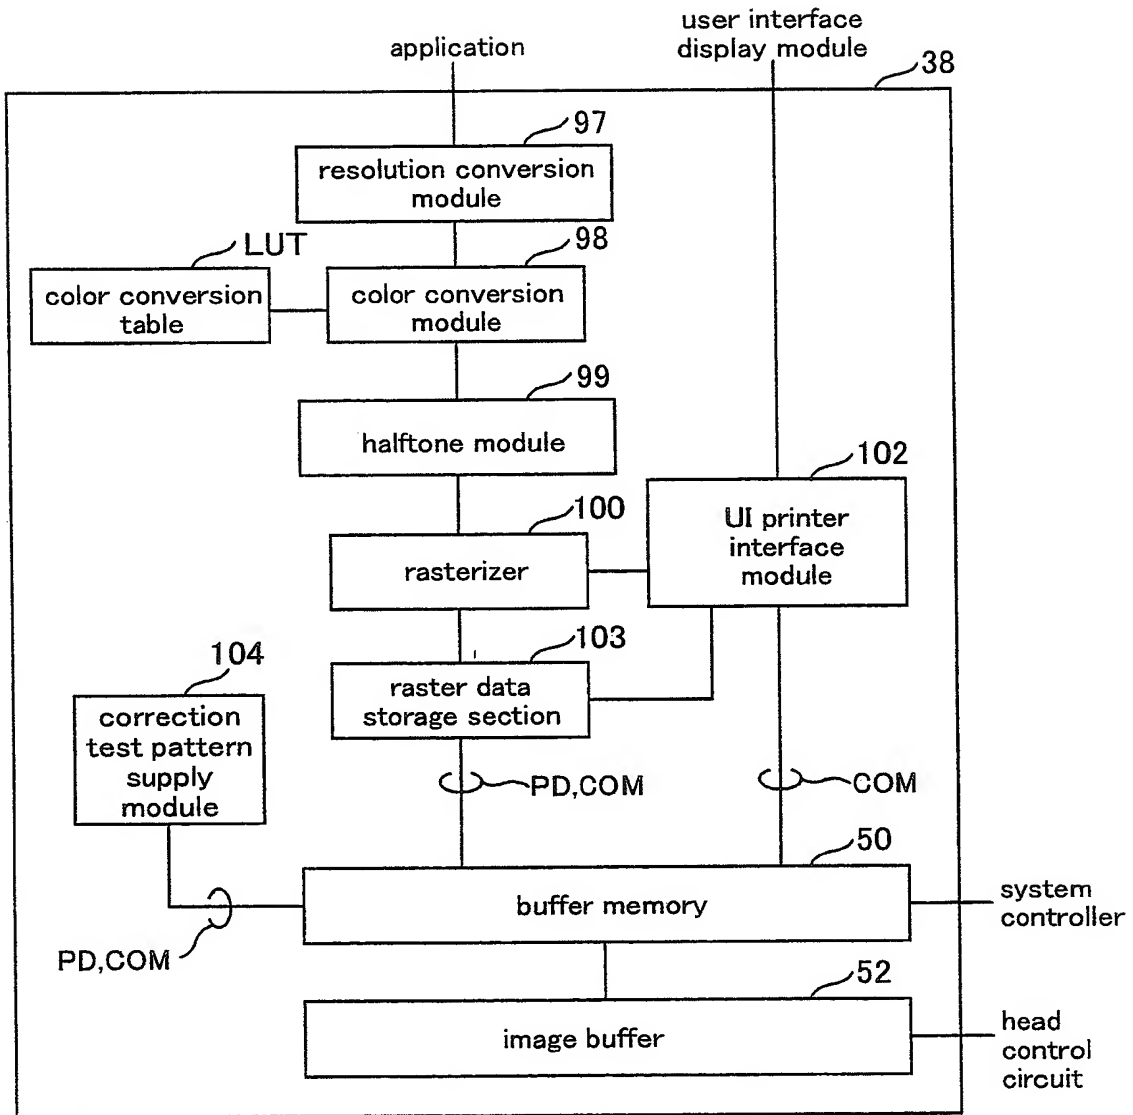 user interface
display module
application
38
97
resolution conversion
module
LUT
98
color conversion
table
color conversion
module
99
halftone module
102
100
UI printer
interface
module
rasterizer
103
104
raster data
storage section
correction
test pattern
supply
module
PD,COM
COM
50
buffer memory
system
controller
PD,COM
52
image buffer
head
control
circuit